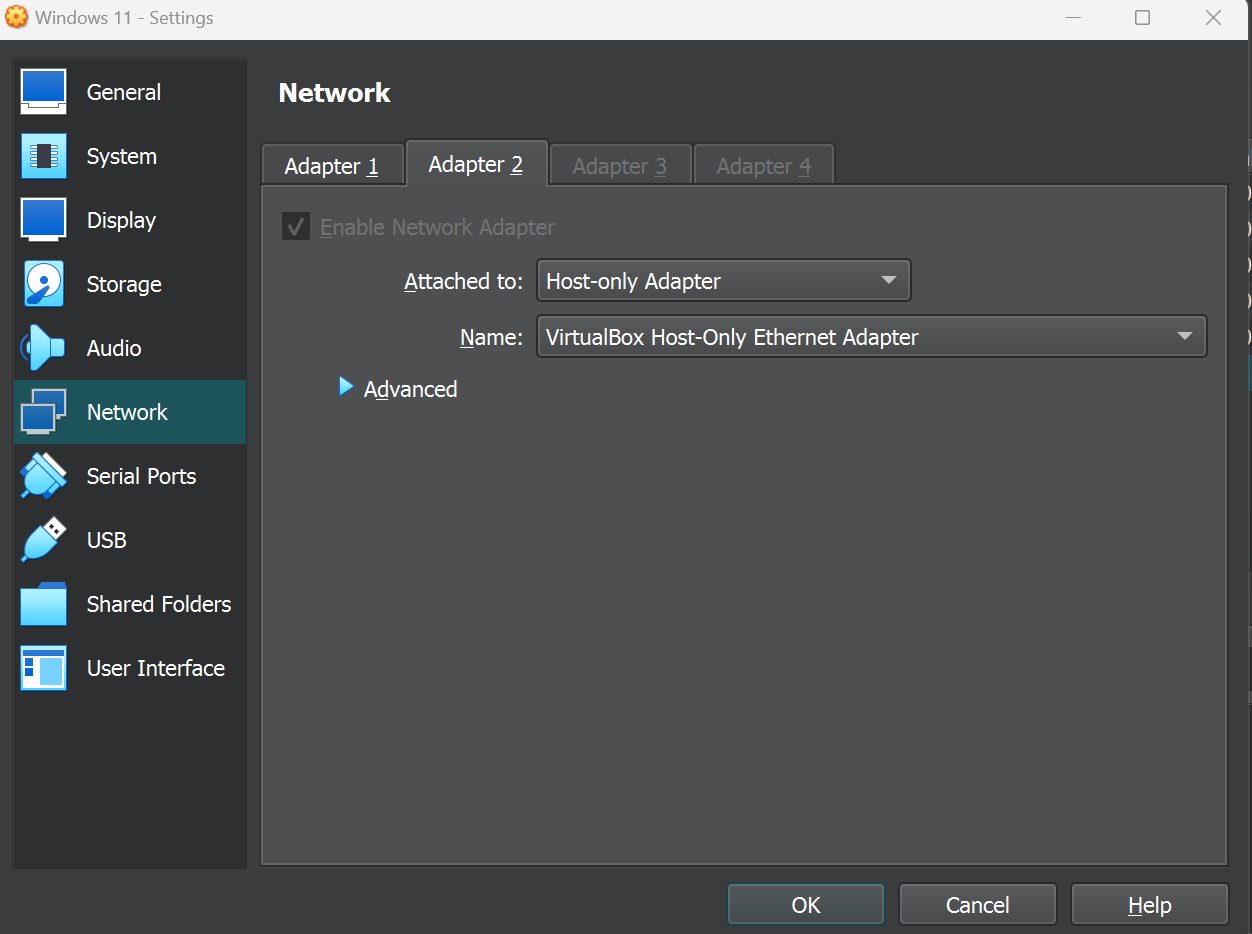 Windows 11 - Settings
General
System
Display
Storage
Audio
Network
Serial Ports
USB
Shared Folders
User Interface
Network
Adapter 1
Adapter 2
Adapter 3
Adapter 4
Enable Network Adapter
Attached to: Host-only Adapter
Name: VirtualBox Host-Only Ethernet Adapter
Advanced
OK
Cancel
Help